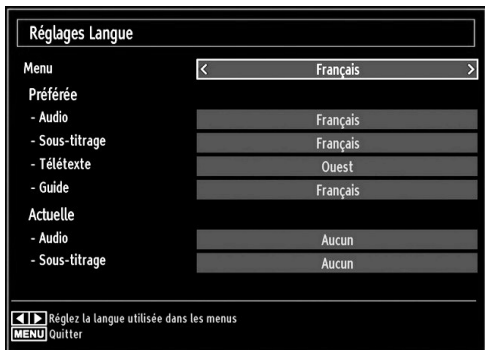 Réglages Langue
Menu < Français >
Préférée
- Audio Français
- Sous-titrage Français
- Télétexte Ouest
- Guide Français
Actuelle
- Audio Aucun
- Sous-titrage Aucun
Réglez la langue utilisée dans les menus
MENU Quitter